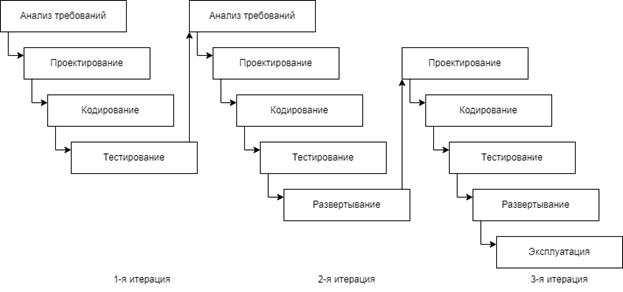 Анализ требований
Проектирование
Кодирование
Тестирование
1-я итерация
Анализ требований
Проектирование
Кодирование
Тестирование
Развертывание
2-я итерация
Проектирование
Кодирование
Тестирование
Развертывание
Эксплуатация
3-я итерация